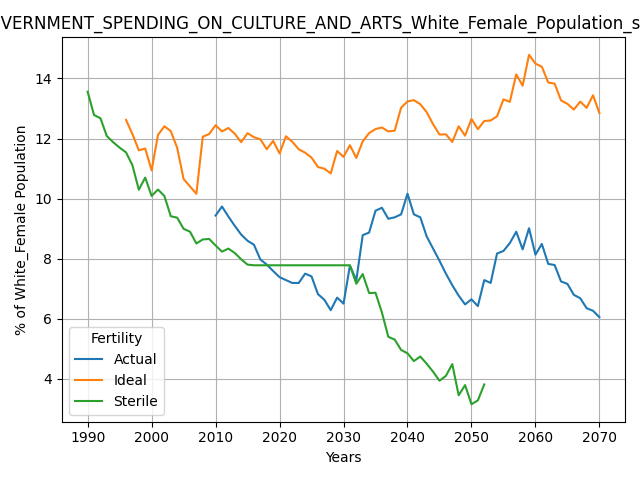 VERNMENT_SPENDING_ON_CULTURE_AND_ARTS_White_Female_Population_s
% of White_Female Population
14
12
10
8
6
4
Fertility
Actual
Ideal
Sterile
1990 2000 2010 2020 2030 2040 2050 2060 2070
Years